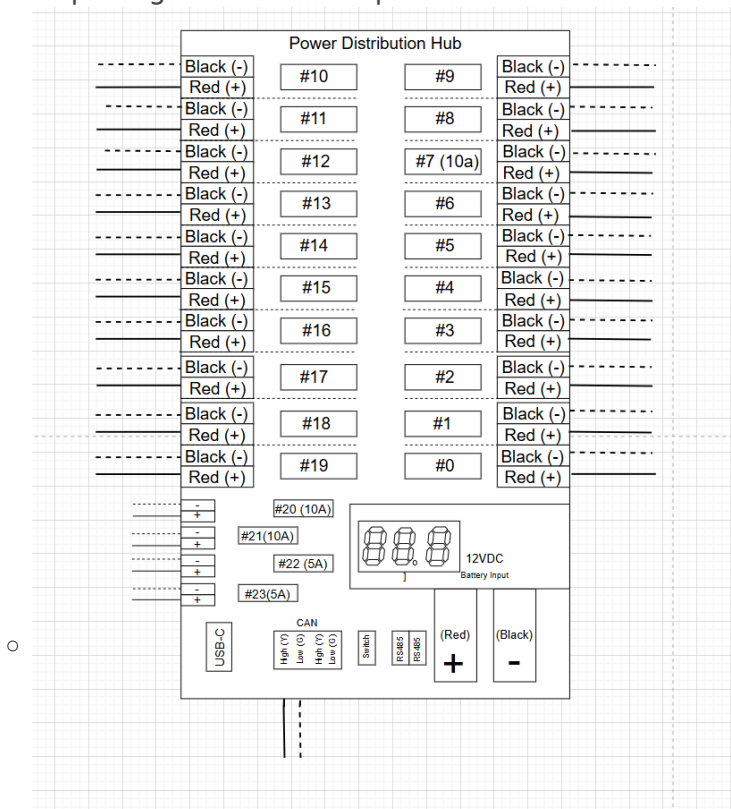 Power Distribution Hub
Black (-) #10 #9 Black (-)
Red (+) Red (+)
Black (-) #11 #8 Black (-)
Red (+) Red (+)
Black (-) #12 #7 (10a) Black (-)
Red (+) Red (+)
Black (-) #13 #6 Black (-)
Red (+) Red (+)
Black (-) #14 #5 Black (-)
Red (+) Red (+)
Black (-) #15 #4 Black (-)
Red (+) Red (+)
Black (-) #16 #3 Black (-)
Red (+) Red (+)
Black (-) #17 #2 Black (-)
Red (+) Red (+)
Black (-) #18 #1 Black (-)
Red (+) Red (+)
Black (-) #19 #0 Black (-)
Red (+) Red (+)
- #20 (10A)
+
- #21(10A)
+
- #22 (5A)
+
- #23(5A)
+
88.8
]
12VDC
Battery Input
USB-C
CAN
High (Y)
Low (G)
High (Y)
Low (G)
Switch
RS485
RS485
(Red)
+
(Black)
-